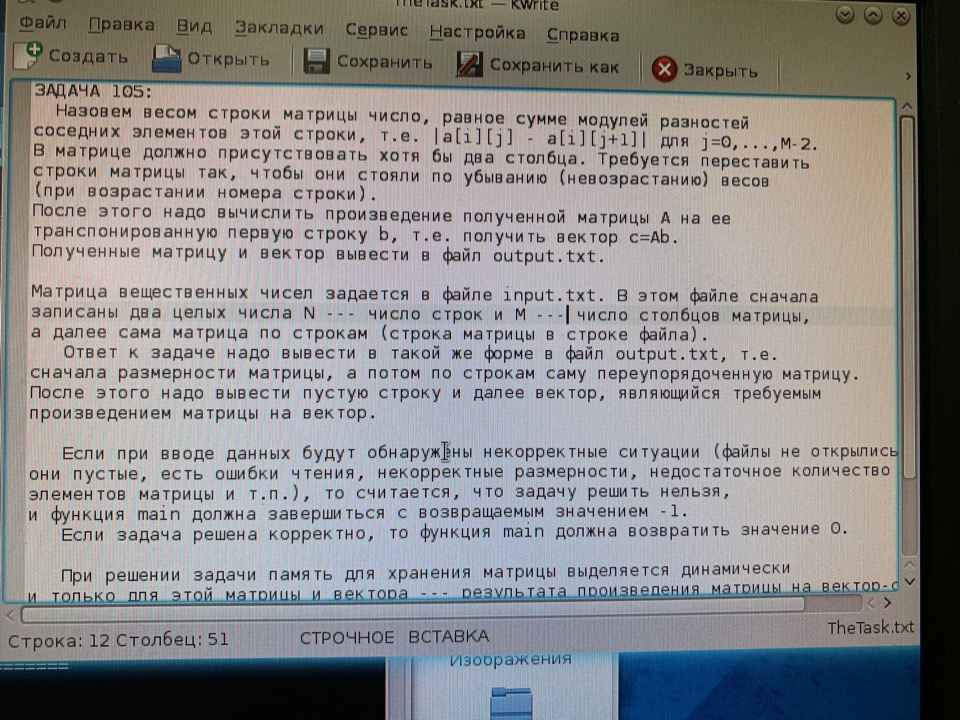 TheTask.txt — KWrite
Файл Правка Вид Закладки Сервис Настройка Справка
Создать Открыть Сохранить Сохранить как Закрыть
ЗАДАЧА 105:
Назовем весом строки матрицы число, равное сумме модулей разностей
соседних элементов этой строки, т.е. |a[i][j] - a[i][j+1]| для j=0,...,M-2.
В матрице должно присутствовать хотя бы два столбца. Требуется переставить
строки матрицы так, чтобы они стояли по убыванию (невозрастанию) весов
(при возрастании номера строки).
После этого надо вычислить произведение полученной матрицы A на ее
транспонированную первую строку b, т.е. получить вектор c=Ab.
Полученные матрицу и вектор вывести в файл output.txt.
Матрица вещественных чисел задается в файле input.txt. В этом файле сначала
записаны два целых числа N --- число строк и M --- число столбцов матрицы,
а далее сама матрица по строкам (строка матрицы в строке файла).
Ответ к задаче надо вывести в такой же форме в файл output.txt, т.е.
сначала размерности матрицы, а потом по строкам саму переупорядоченную матрицу.
После этого надо вывести пустую строку и далее вектор, являющийся требуемым
произведением матрицы на вектор.
Если при вводе данных будут обнаружены некорректные ситуации (файлы не открылись
они пустые, есть ошибки чтения, некорректные размерности, недостаточное количество
элементов матрицы и т.п.), то считается, что задачу решить нельзя,
и функция main должна завершиться с возвращаемым значением -1.
Если задача решена корректно, то функция main должна возвратить значение 0.
При решении задачи память для хранения матрицы выделяется динамически
и только для этой матрицы и вектора --- результата произведения матрицы на вектор-с
Строка: 12 Столбец: 51 СТРОЧНОЕ ВСТАВКА
TheTask.txt
Изображения
=======